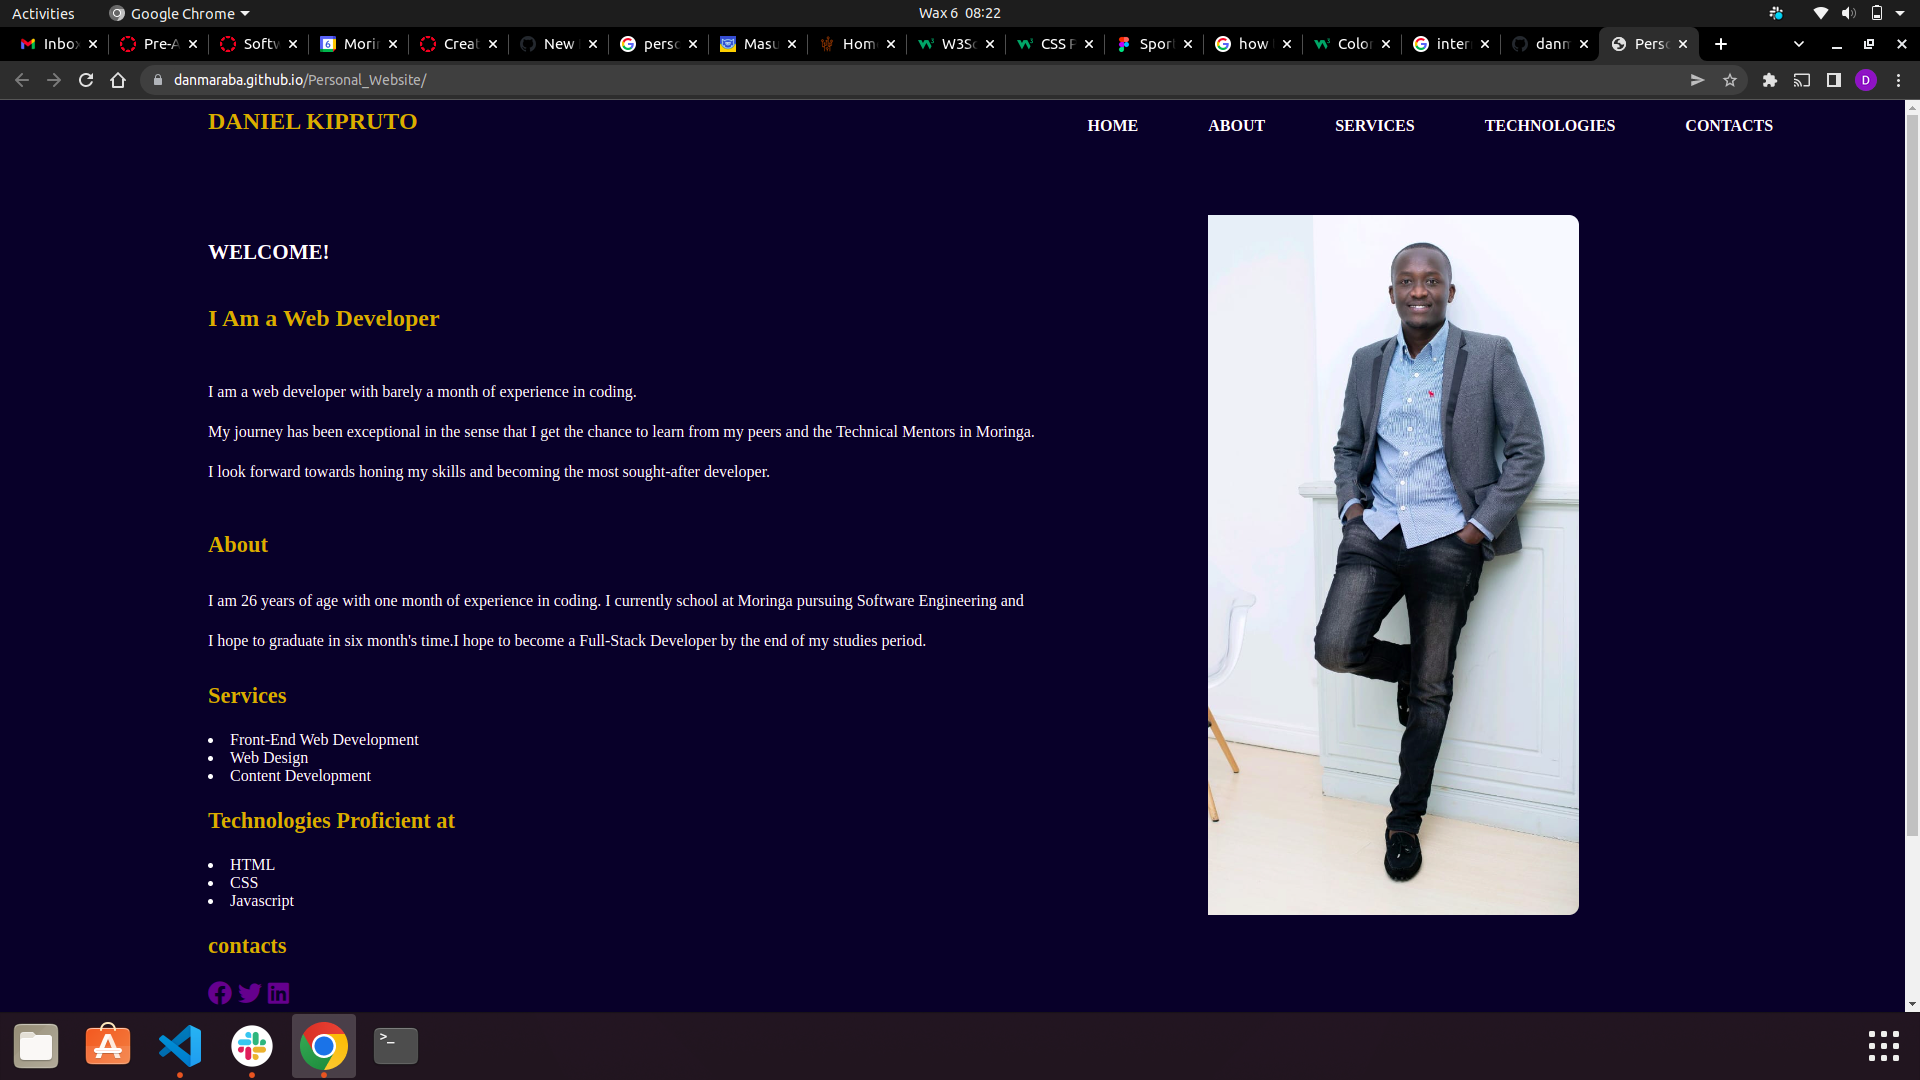 Activities
Google Chrome
Wax 6 08:22
Inbo
Pre-A
Softw
Morin
Creat
New
perso
Masu
Home
W3Sc
CSS P
Sport
how
Color
inter
danm
Perso
danmaraba.github.io/Personal_Website/
D
DANIEL KIPRUTO
HOME
ABOUT
SERVICES
TECHNOLOGIES
CONTACTS
WELCOME!
I Am a Web Developer
I am a web developer with barely a month of experience in coding.
My journey has been exceptional in the sense that I get the chance to learn from my peers and the Technical Mentors in Moringa.
I look forward towards honing my skills and becoming the most sought-after developer.
About
I am 26 years of age with one month of experience in coding. I currently school at Moringa pursuing Software Engineering and
I hope to graduate in six month's time.I hope to become a Full-Stack Developer by the end of my studies period.
Services
Front-End Web Development
Web Design
Content Development
Technologies Proficient at
HTML
CSS
Javascript
contacts